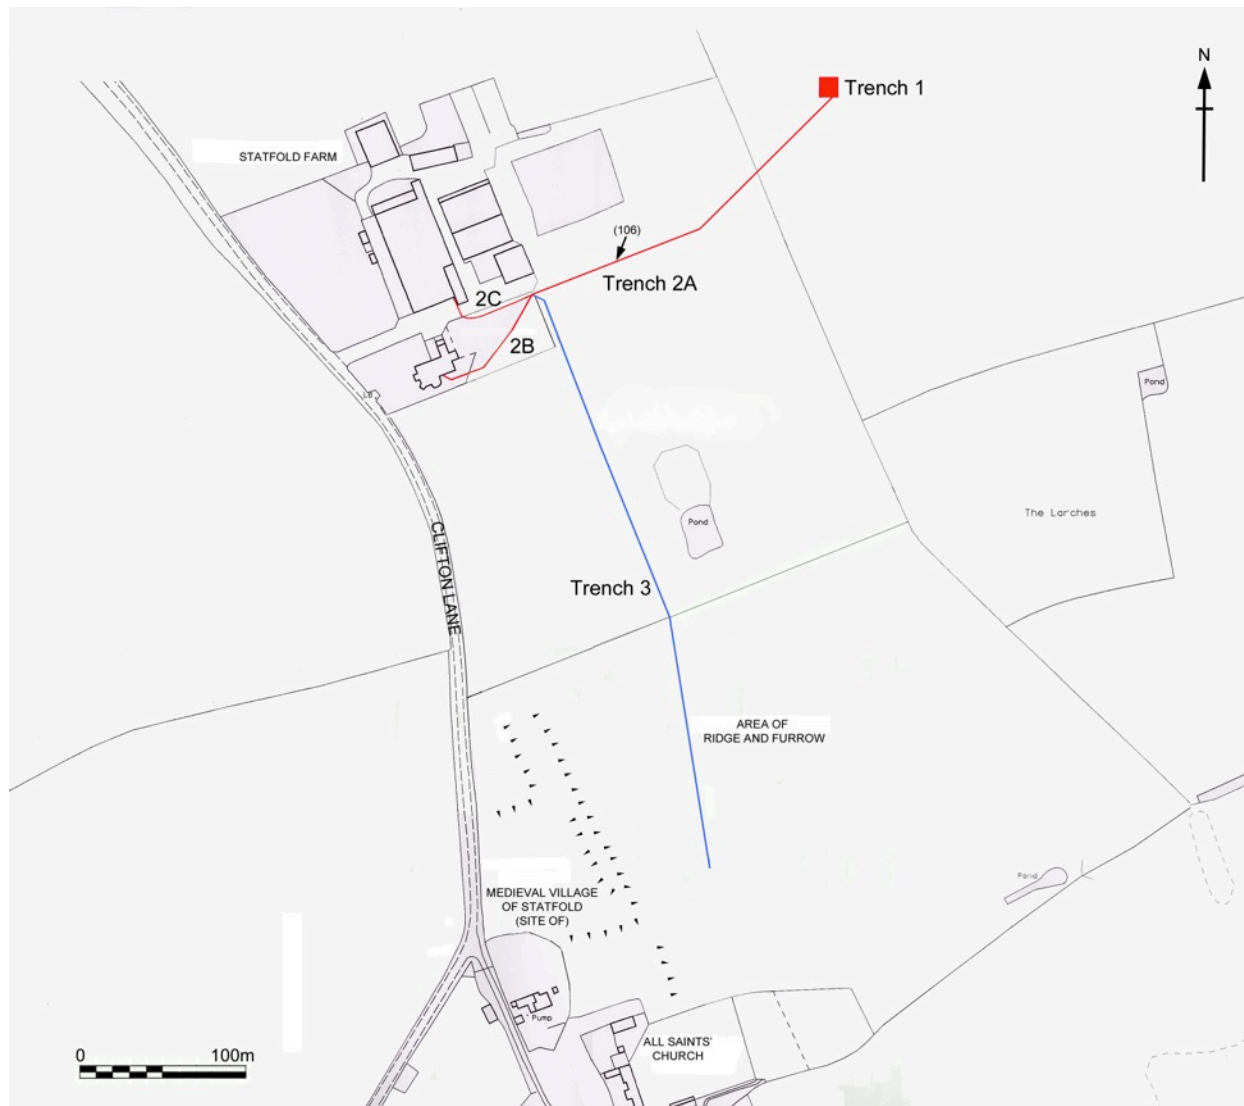 N
Trench 1
STATFOLD FARM
(106)
Trench 2A
2C
2B
LB
Pond
Pond
The Larches
CLIFTON LANE
Trench 3
AREA OF
RIDGE AND FURROW
MEDIEVAL VILLAGE
OF STATFOLD
(SITE OF)
Pond
Pump
ALL SAINTS'
CHURCH
0 100m